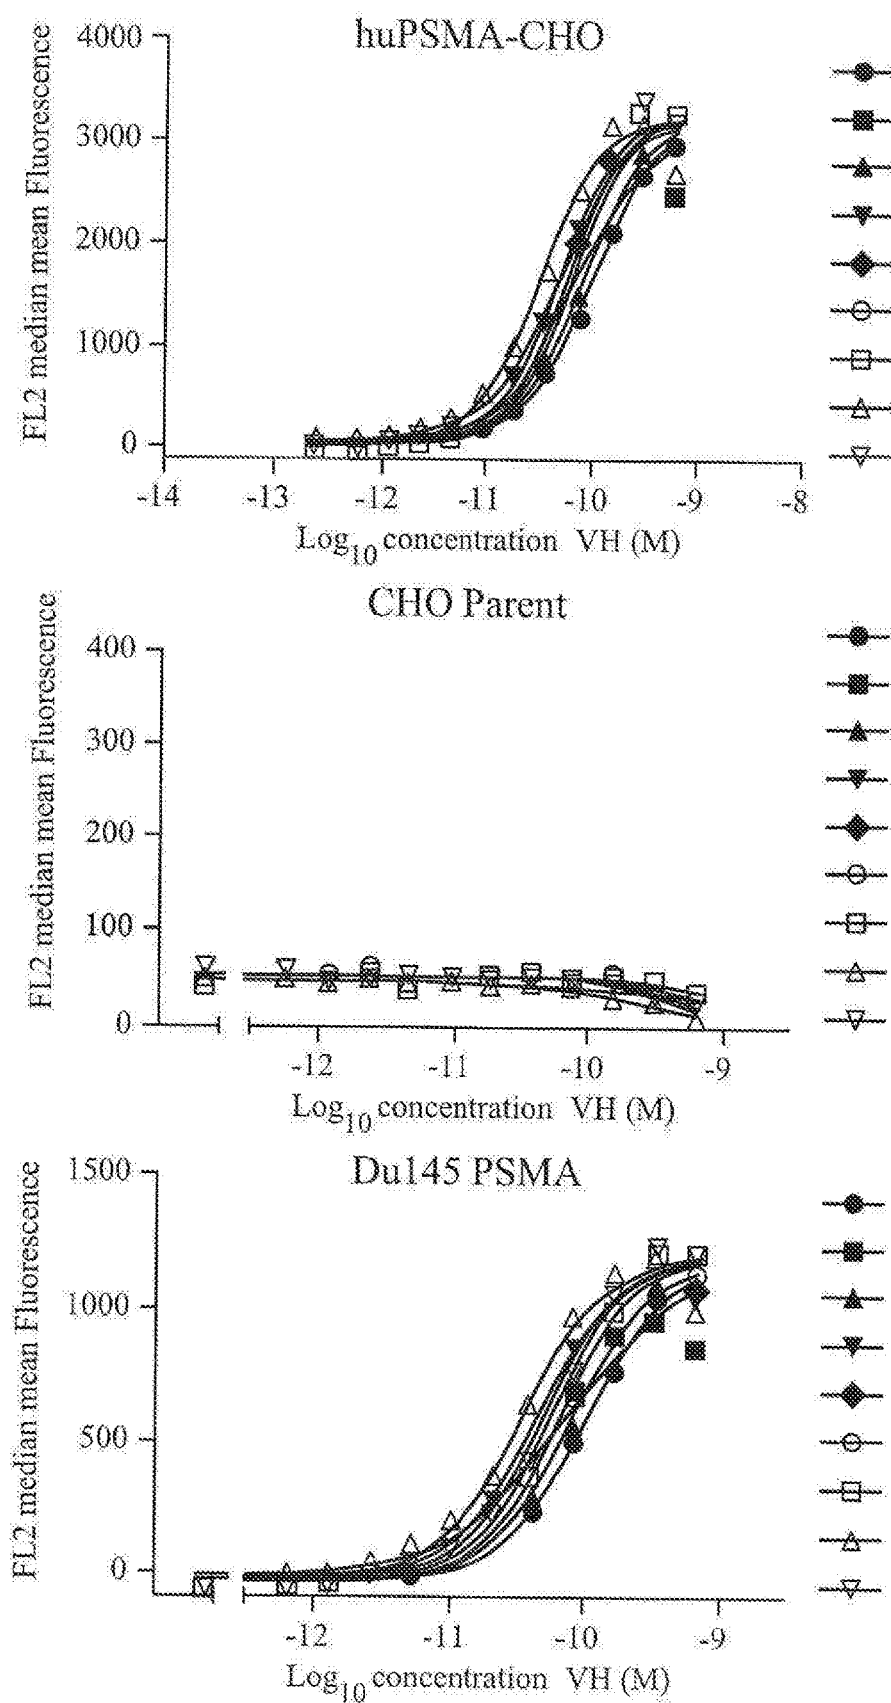 huPSMA-CHO
FL2 median mean Fluorescence
4000
3000
2000
1000
0
-14 -13 -12 -11 -10 -9 -8
Log10 concentration VH (M)
CHO Parent
FL2 median mean Fluorescence
400
300
200
100
0
-12 -11 -10 -9
Log10 concentration VH (M)
Du145 PSMA
FL2 median mean Fluorescence
1500
1000
500
0
-12 -11 -10 -9
Log10 concentration VH (M)